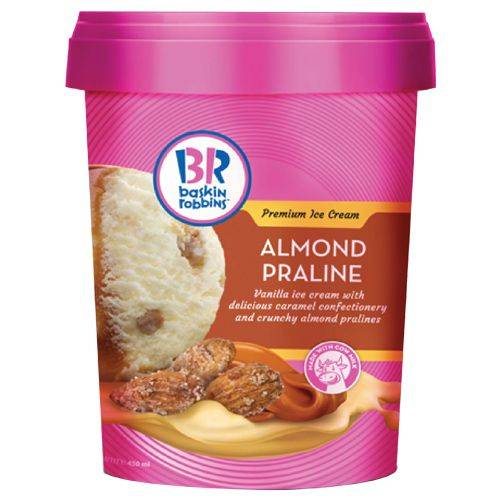 BR
baskin
robbins
Premium Ice Cream
ALMOND
PRALINE
Vanilla ice cream with
delicious caramel confectionery
and crunchy almond pralines
MADE WITH COW MILK
450 ml